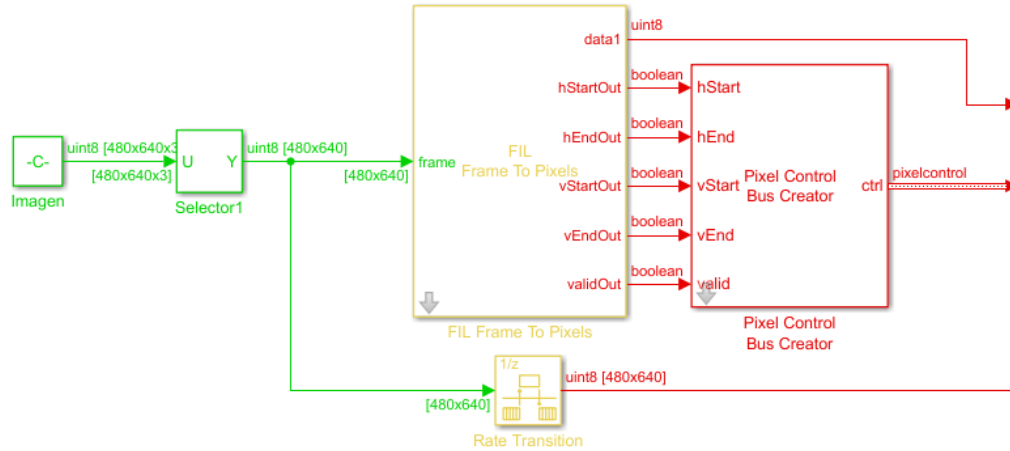 -C-
Imagen
uint8 [480x640x3
[480x640x3]
U
Y
Selector1
uint8 [480x640]
[480x640]
frame
FIL
Frame To Pixels
data1
hStartOut
hEndOut
vStartOut
vEndOut
validOut
FIL Frame To Pixels
uint8
boolean
boolean
boolean
boolean
boolean
hStart
hEnd
vStart
vEnd
valid
Pixel Control
Bus Creator
ctrl
Pixel Control
Bus Creator
pixelcontrol
[480x640]
1/z
Rate Transition
uint8 [480x640]